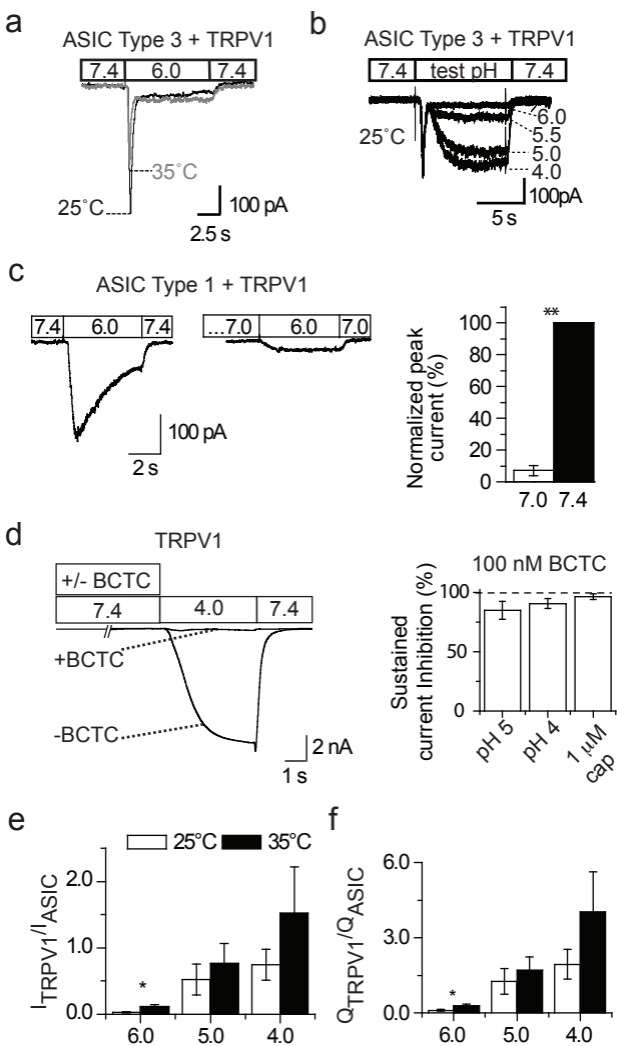 a
ASIC Type 3 + TRPV1
7.4 6.0 7.4
35˚C
25˚C
100 pA
2.5 s
b
ASIC Type 3 + TRPV1
7.4 test pH 7.4
25˚C
6.0
5.5
5.0
4.0
100pA
5 s
c
ASIC Type 1 + TRPV1
7.4 6.0 7.4
...7.0 6.0 7.0
100 pA
2 s
Normalized peak
current (%)
100
80
60
40
20
0
**
7.0 7.4
d
TRPV1
+/- BCTC
7.4 4.0 7.4
+BCTC
-BCTC
2 nA
1 s
100 nM BCTC
Sustained
current Inhibition (%)
100
50
0
pH 5
pH 4
1 µM
cap
e
25°C 35°C
I TRPV1/I ASIC
2.0
1.0
0.0
*
6.0 5.0 4.0
f
Q TRPV1/Q ASIC
6.0
3.0
0.0
*
6.0 5.0 4.0